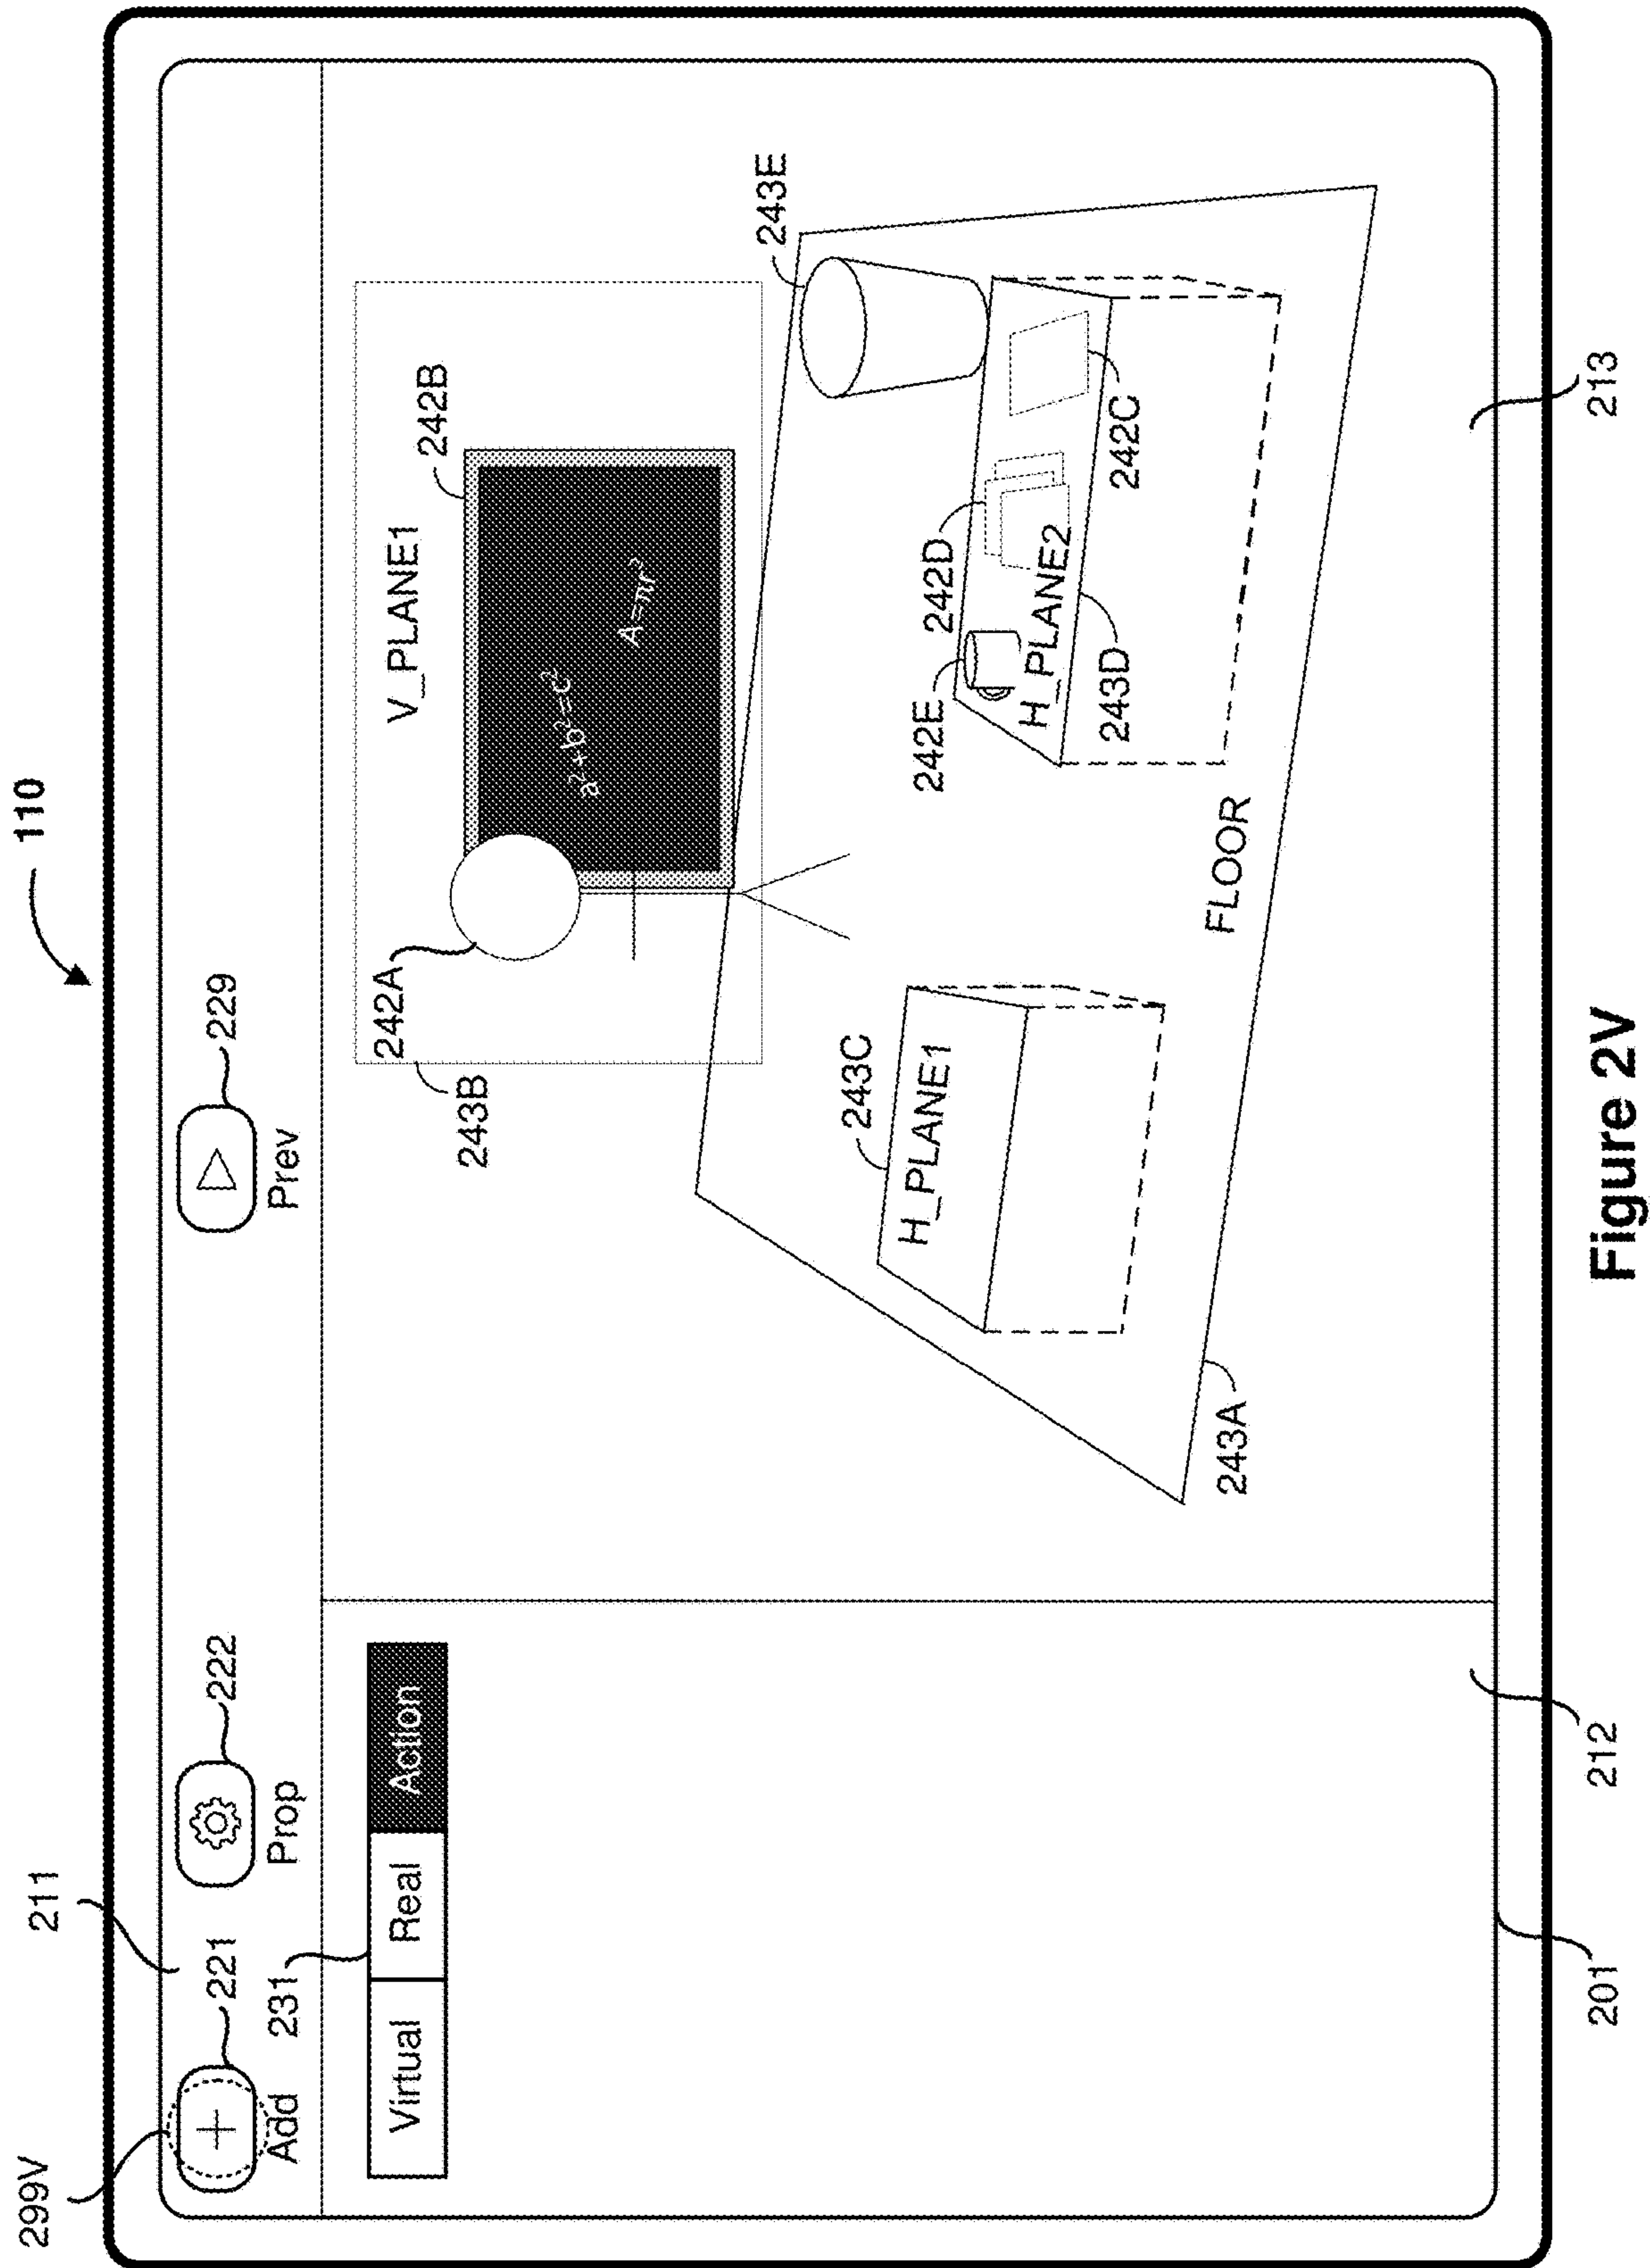 110
299V
211
221
222
229
Add
231
Prop
Prev
Virtual
Real
Action
242A
243B
V_PLANE1
242B
a²+b²=c²
A=πr²
243E
243C
H_PLANE1
242E
242D
H_PLANE2
242C
243D
FLOOR
243A
201
212
213
Figure 2V